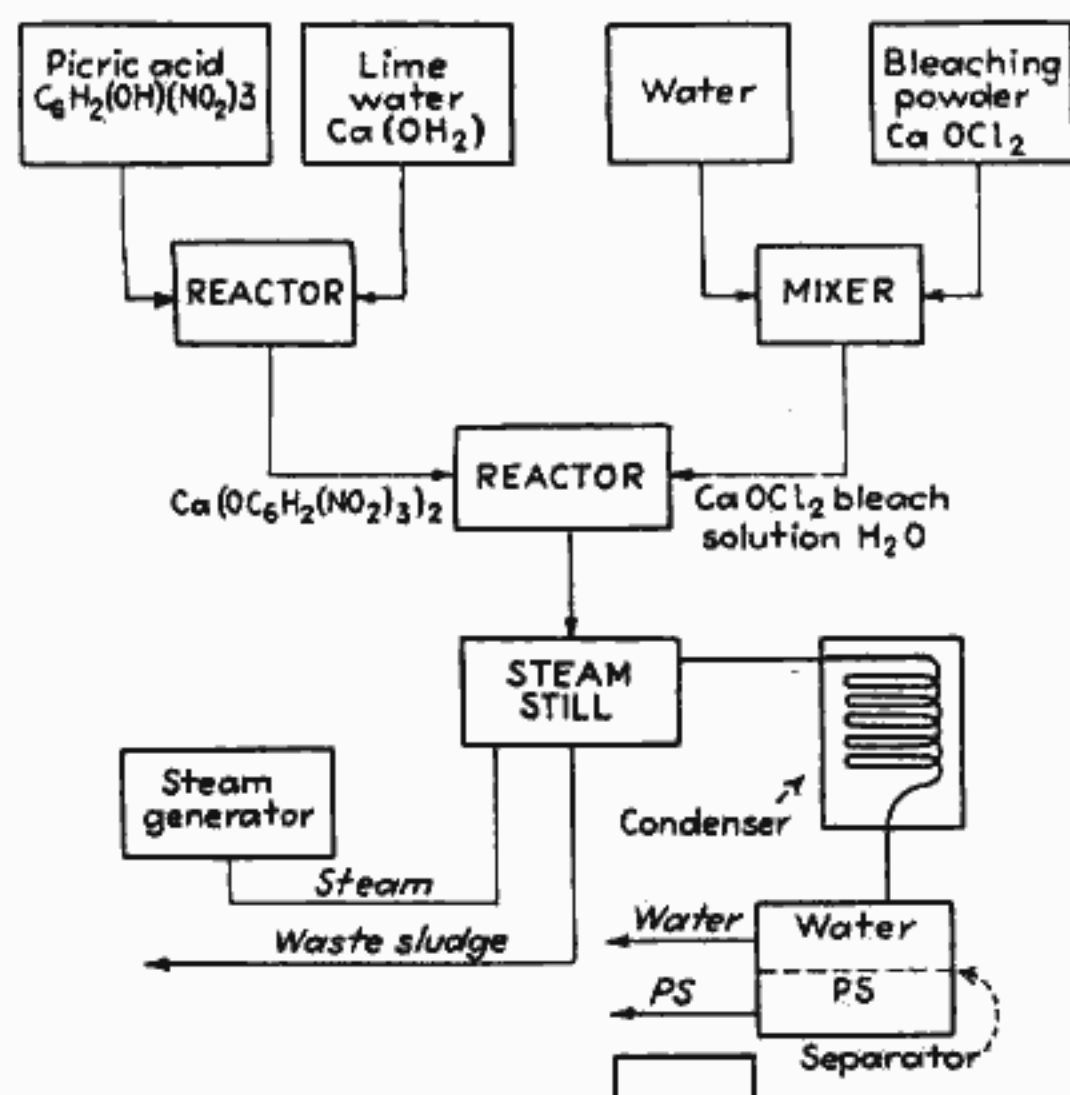 Picric acid
C6H2(OH)(NO2)3
Lime
water
Ca(OH2)
Water
Bleaching
powder
Ca OCl2
REACTOR
MIXER
REACTOR
Ca(OC6H2(NO2)3)2
CaOCl2 bleach
solution H2O
STEAM
STILL
Steam
generator
Condenser
Steam
Waste sludge
Water
Water
PS
PS
Separator